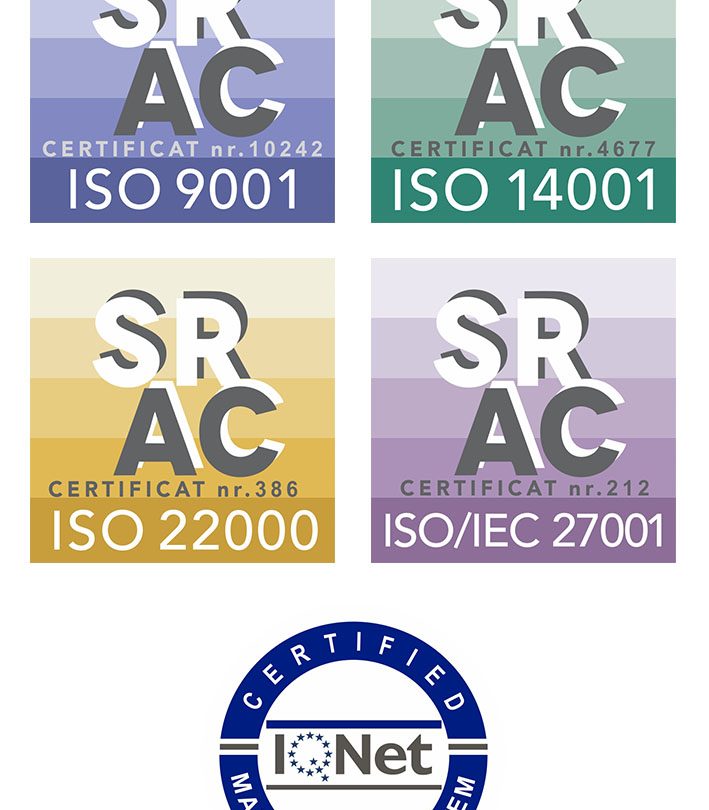 SR
AC
CERTIFICAT nr.10242
ISO 9001
SR
AC
CERTIFICAT nr.4677
ISO 14001
SR
AC
CERTIFICAT nr.386
ISO 22000
SR
AC
CERTIFICAT nr.212
ISO/IEC 27001
CERTIFIED
IQNet